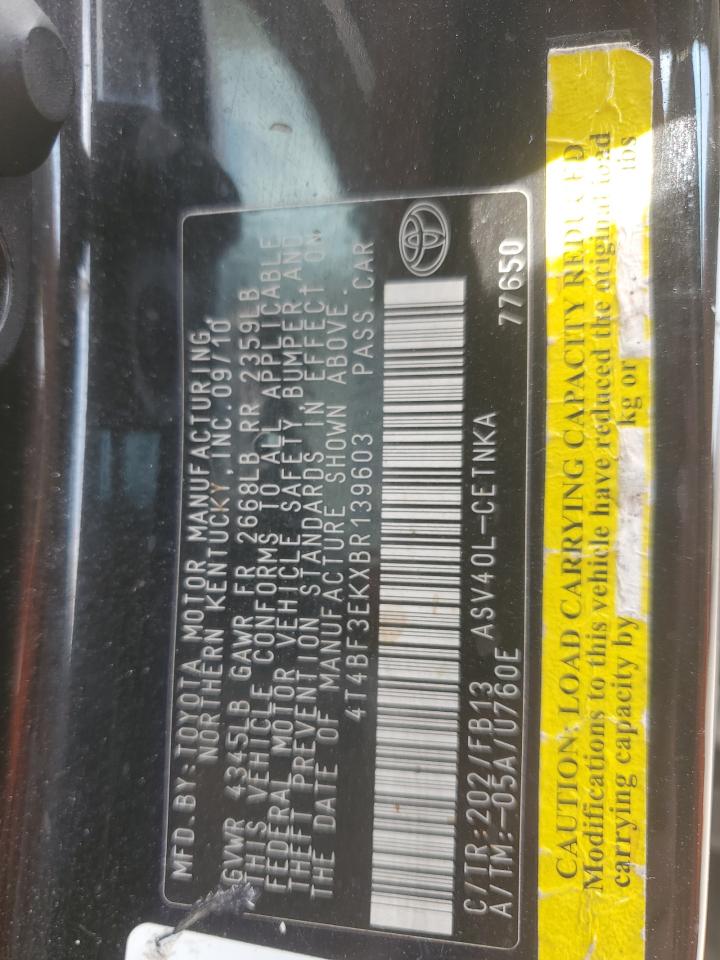 MFD.BY:TOYOTA MOTOR MANUFACTURING,
NORTHERN KENTUCKY,INC.09/10
GVWR 4345LB GAWR FR 2668LB RR 2359LB
THIS VEHICLE CONFORMS TO ALL APPLICABLE
FEDERAL MOTOR VEHICLE SAFETY, BUMPER AND
THEFT PREVENTION STANDARDS IN EFFECT ON
THE DATE OF MANUFACTURE SHOWN ABOVE.
4T4BF3EKXBR139603 PASS.CAR
C/TR:202/FB13 ASV40L-CETNKA
A/TM:-05A/U760E 77650
CAUTION: LOAD CARRYING CAPACITY REDUCED
Modifications to this vehicle have reduced the original load
carrying capacity by kg or lbs